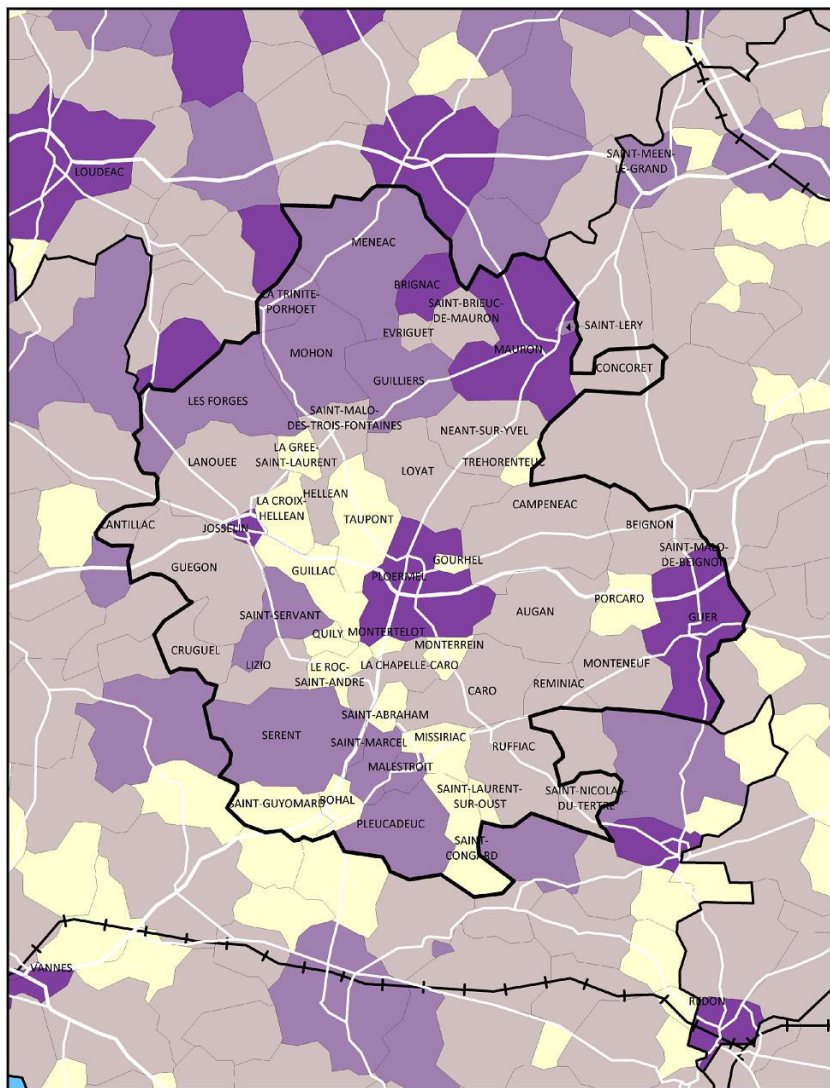 SAINT-MEEN-
LE-GRAND
LOUDEAC
MENEAC
BRIGNAC
LA TRINITE-
PORHOET
SAINT-BRIEUC-
DE-MAURON
SAINT-LERY
EVRIGUET
MOHON
MAURON
CONCORET
GUILLIERS
LES FORGES
SAINT-MALO-
DES-TROIS-FONTAINES
NEANT-SUR-YVEL
LA GREE-
SAINT-LAURENT
LANOUEE
LOYAT
TREHORENTEUC
HELLEAN
LA CROIX-
HELLEAN
CAMPENEAC
TAUPONT
LANTILLAC
JOSSELIN
BEIGNON
SAINT-MALO-
DE-BEIGNON
GOURHEL
GUEGON
GUILLAC
PLOERMEL
PORCARO
AUGAN
SAINT-SERVANT
GUER
QUILY
MONTERTELOT
MONTERREIN
CRUGUEL
LIZIO
LE ROC-
SAINT-ANDRE
LA CHAPELLE-CARO
MONTENEUF
REMINIAC
CARO
SAINT-ABRAHAM
SERENT
SAINT-MARCEL
MISSIRIAC
RUFFIAC
MALESTROIT
SAINT-GUYOMARD
BOHAL
SAINT-LAURENT-
SUR-OUST
SAINT-NICOLAS-
DU-TERTRE
PLEUCADEUC
SAINT-
CONGARD
VANNES
REDON